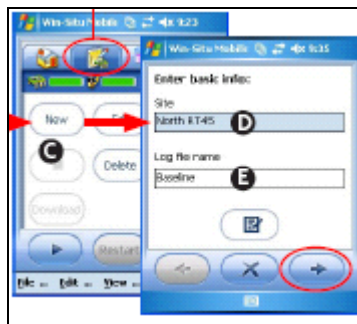 Win-Situ Mobile 9:23
New
C
Delete
Download
Restart
File Edit View
Win-Situ Mobile 9:35
Enter basic info:
Site
North RT45
D
Log file name
Baseline
E